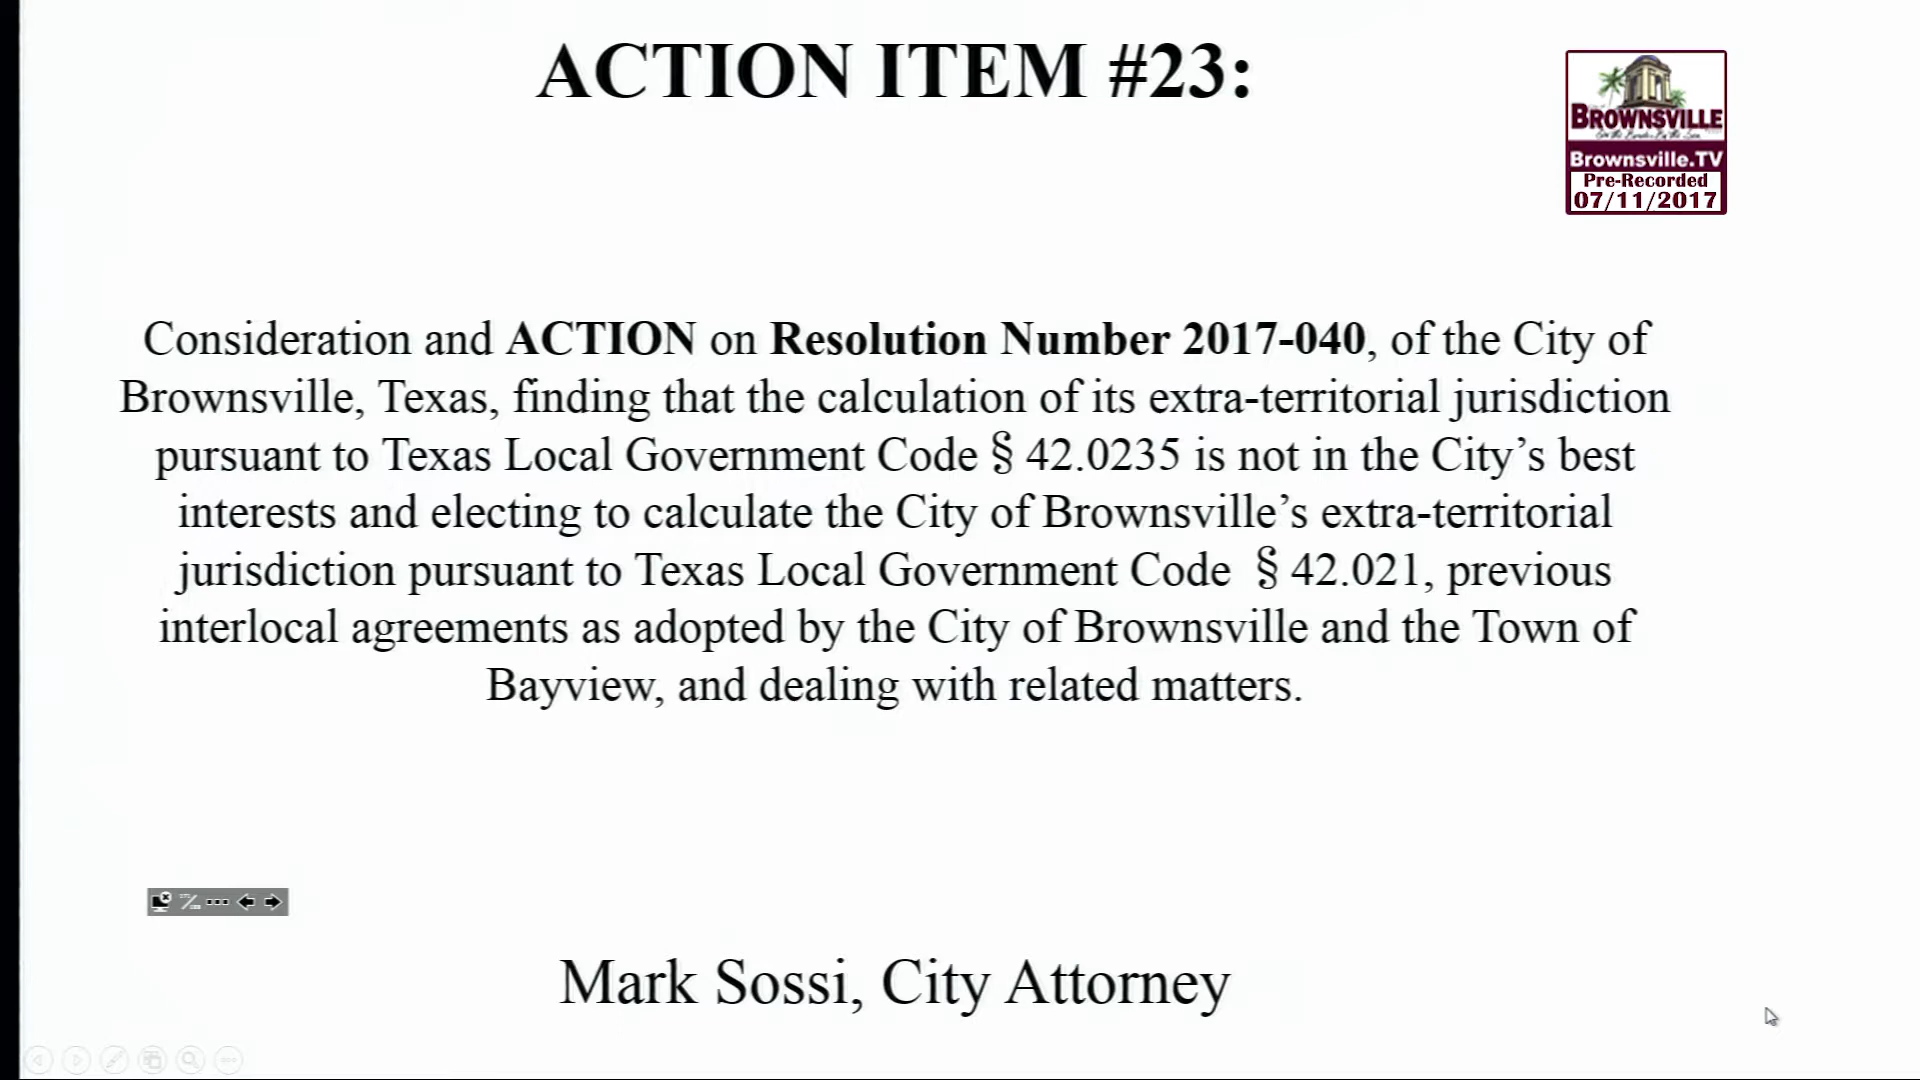 ACTION ITEM #23:
BROWNSVILLE
Brownsville.TV
Pre-Recorded
07/11/2017
Consideration and ACTION on Resolution Number 2017-040, of the City of
Brownsville, Texas, finding that the calculation of its extra-territorial jurisdiction
pursuant to Texas Local Government Code § 42.0235 is not in the City’s best
interests and electing to calculate the City of Brownsville’s extra-territorial
jurisdiction pursuant to Texas Local Government Code § 42.021, previous
interlocal agreements as adopted by the City of Brownsville and the Town of
Bayview, and dealing with related matters.
Mark Sossi, City Attorney